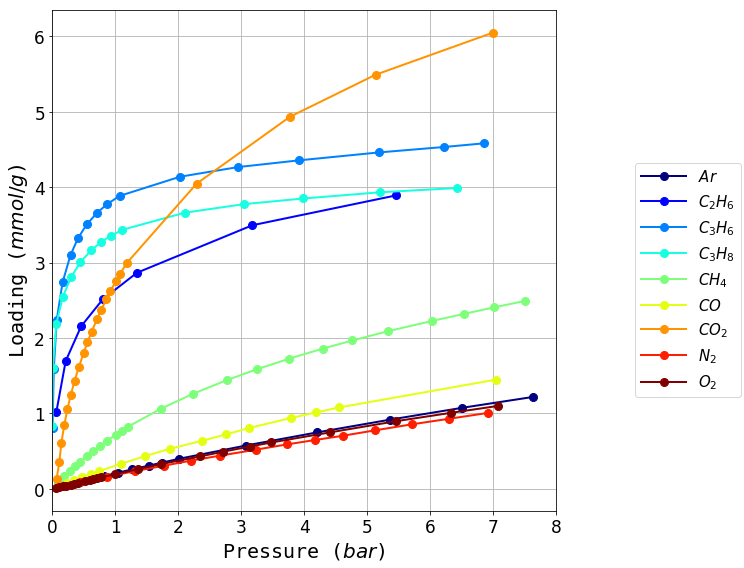 6
5
4
3
2
1
0
Loading (mmol/g)
0 1 2 3 4 5 6 7 8
Pressure (bar)
Ar
C₂H₆
C₃H₆
C₃H₈
CH₄
CO
CO₂
N₂
O₂